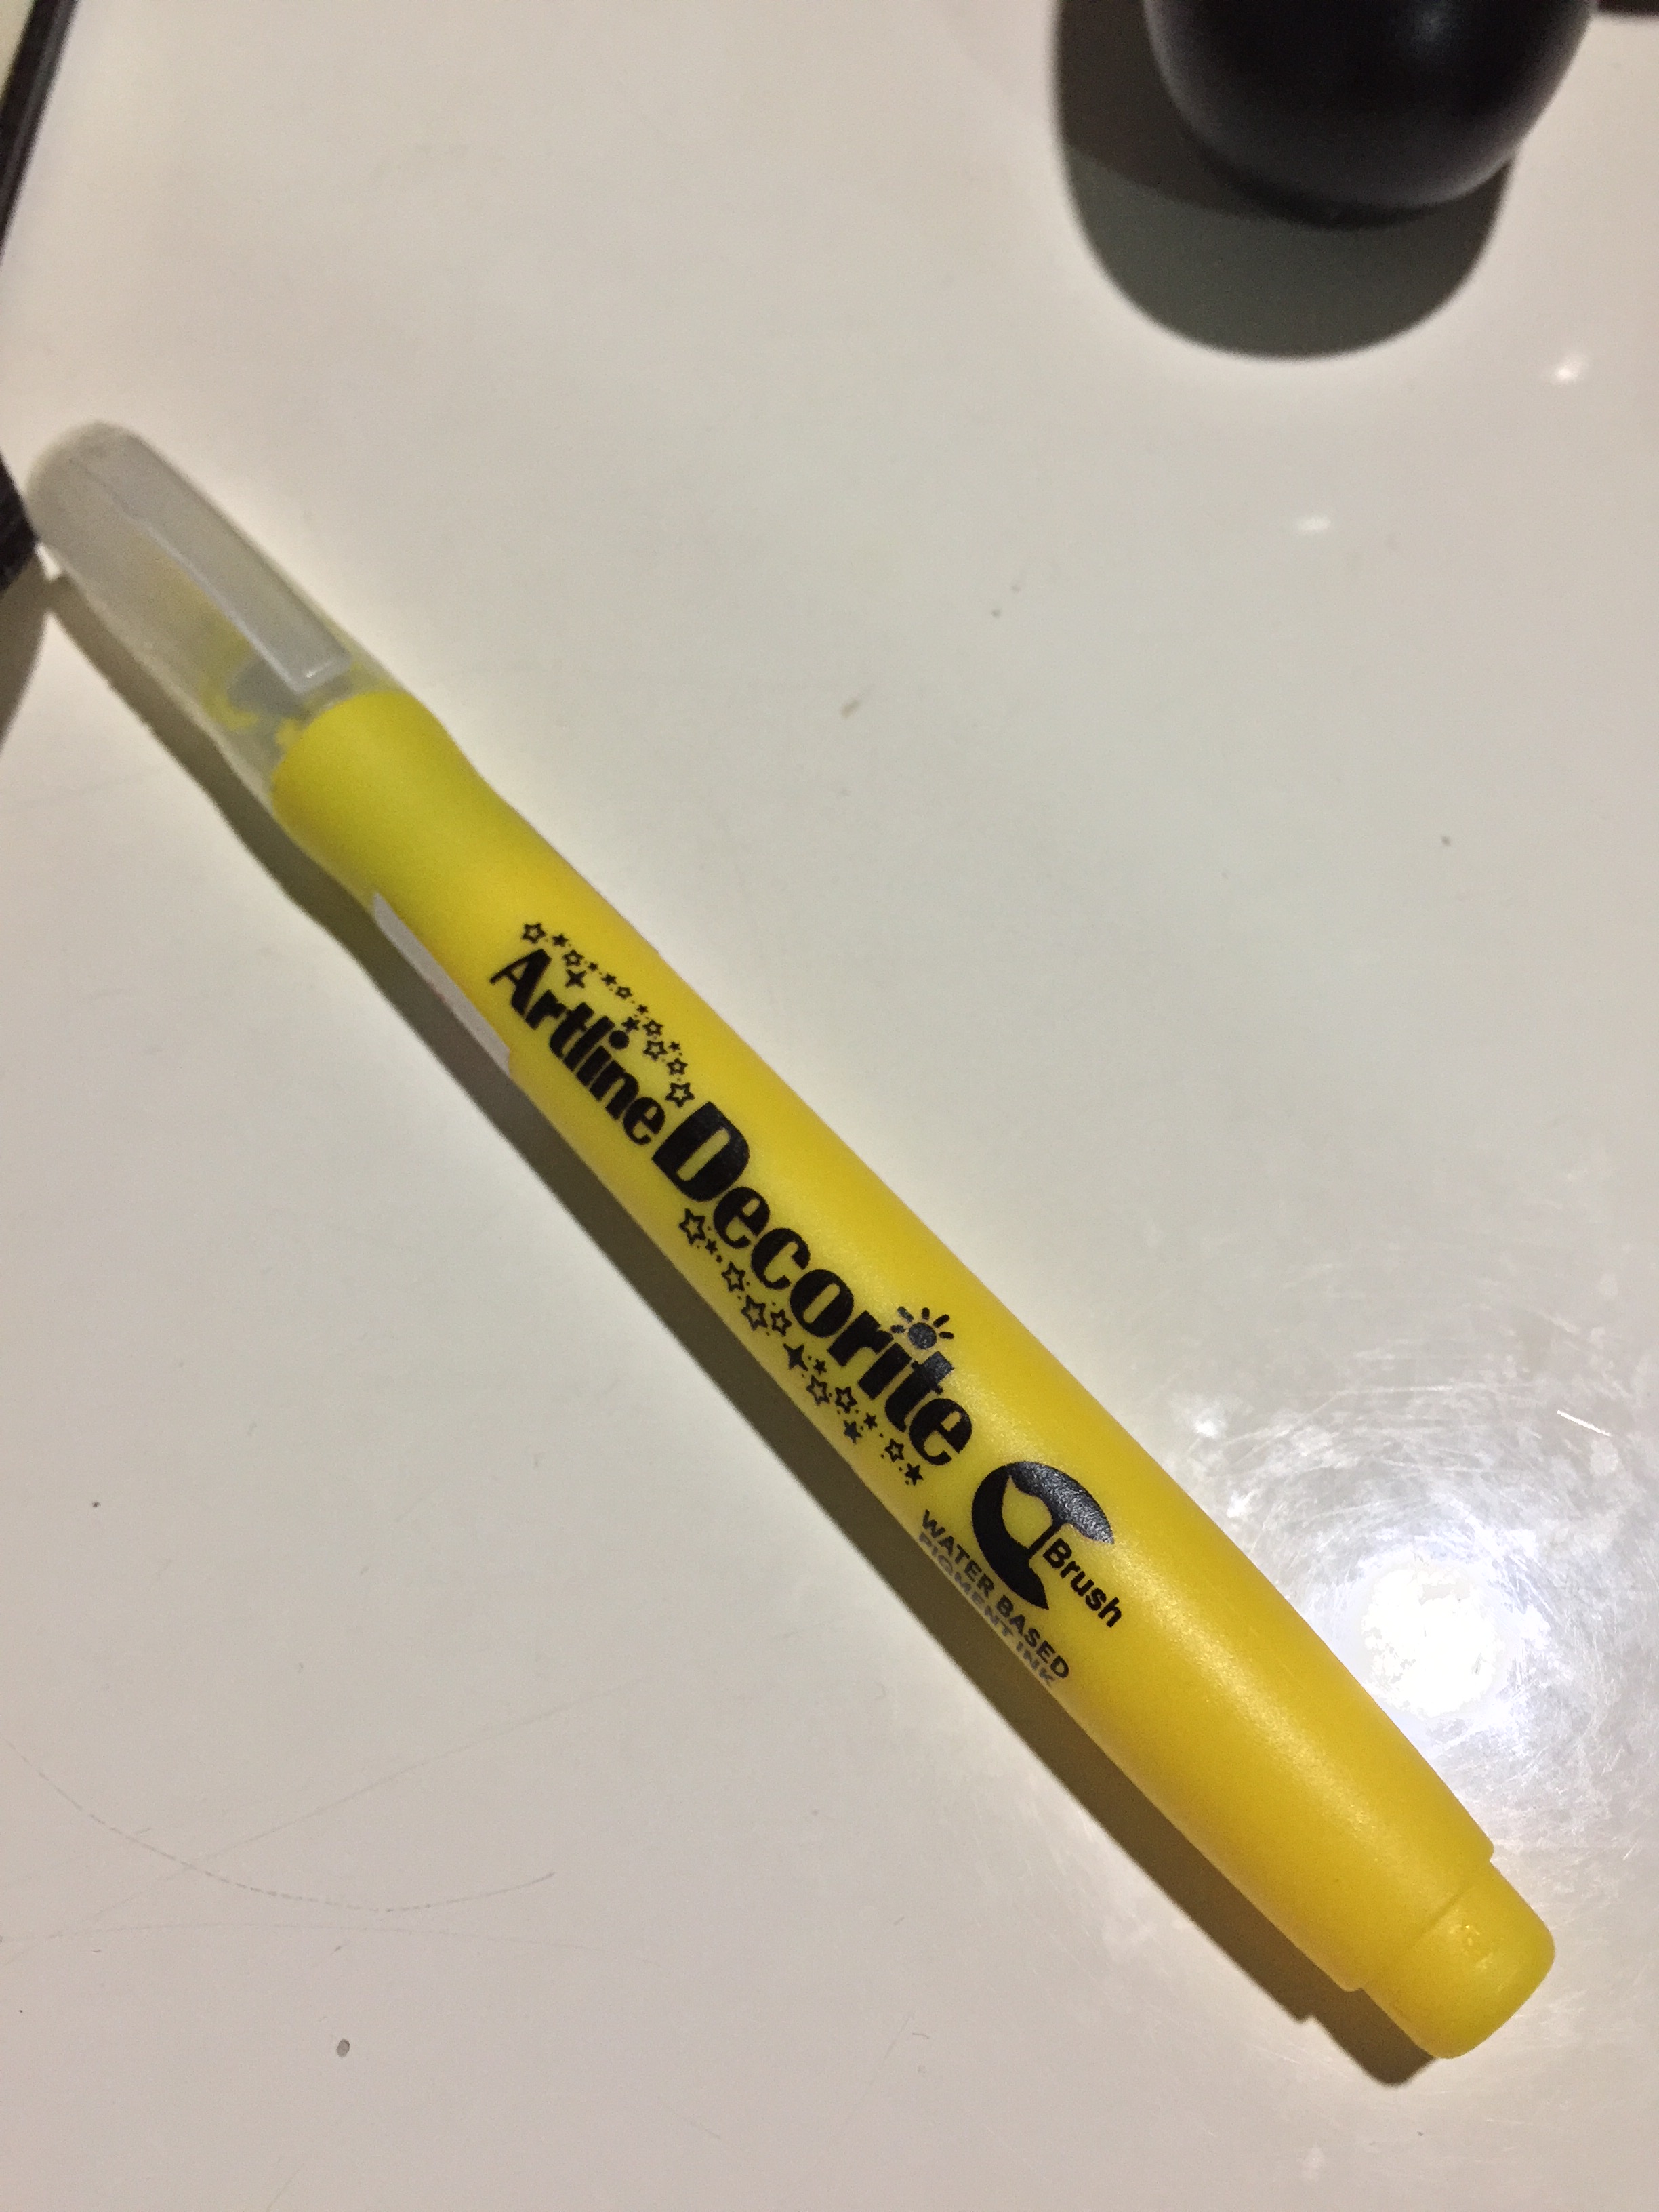 Artline Decorite
Brush
WATER BASED
PIGMENT INK